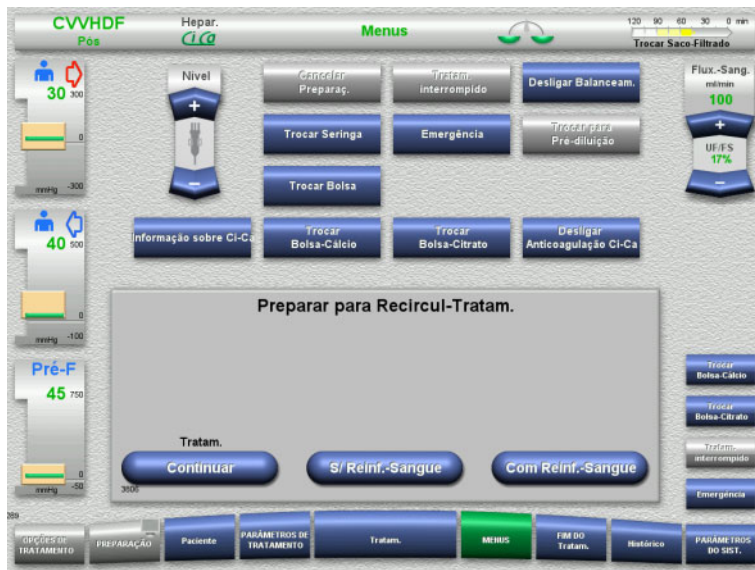 CVVHDF
Pós
Hepar.
CiCa
Menus
120 90 60 30 0 min
Trocar Saco-Filtrado
30 300
0
mmHg -300
Nível
+
−
Cancelar
Preparaç.
Tratam.
interrompido
Desligar Balanceam.
Trocar Seringa
Emergência
Trocar para
Pré-diluição
Trocar Bolsa
Flux.-Sang.
ml/min
100
+
UF/FS
17%
−
40 500
0
mmHg -100
Informação sobre Ci-Ca
Trocar
Bolsa-Cálcio
Trocar
Bolsa-Citrato
Desligar
Anticoagulação Ci-Ca
Preparar para Recircul-Tratam.
Pré-F
45 750
0
mmHg -50
Tratam.
Continuar
S/ Reinf.-Sangue
Com Reinf.-Sangue
3806
Trocar
Bolsa-Cálcio
Trocar
Bolsa-Citrato
Tratam.
interrompido
Emergência
289
OPÇÕES DE
TRATAMENTO
PREPARAÇÃO
Paciente
PARÂMETROS DE
TRATAMENTO
Tratam.
MENUS
FIM DO
Tratam.
Histórico
PARÂMETROS
DO SIST.